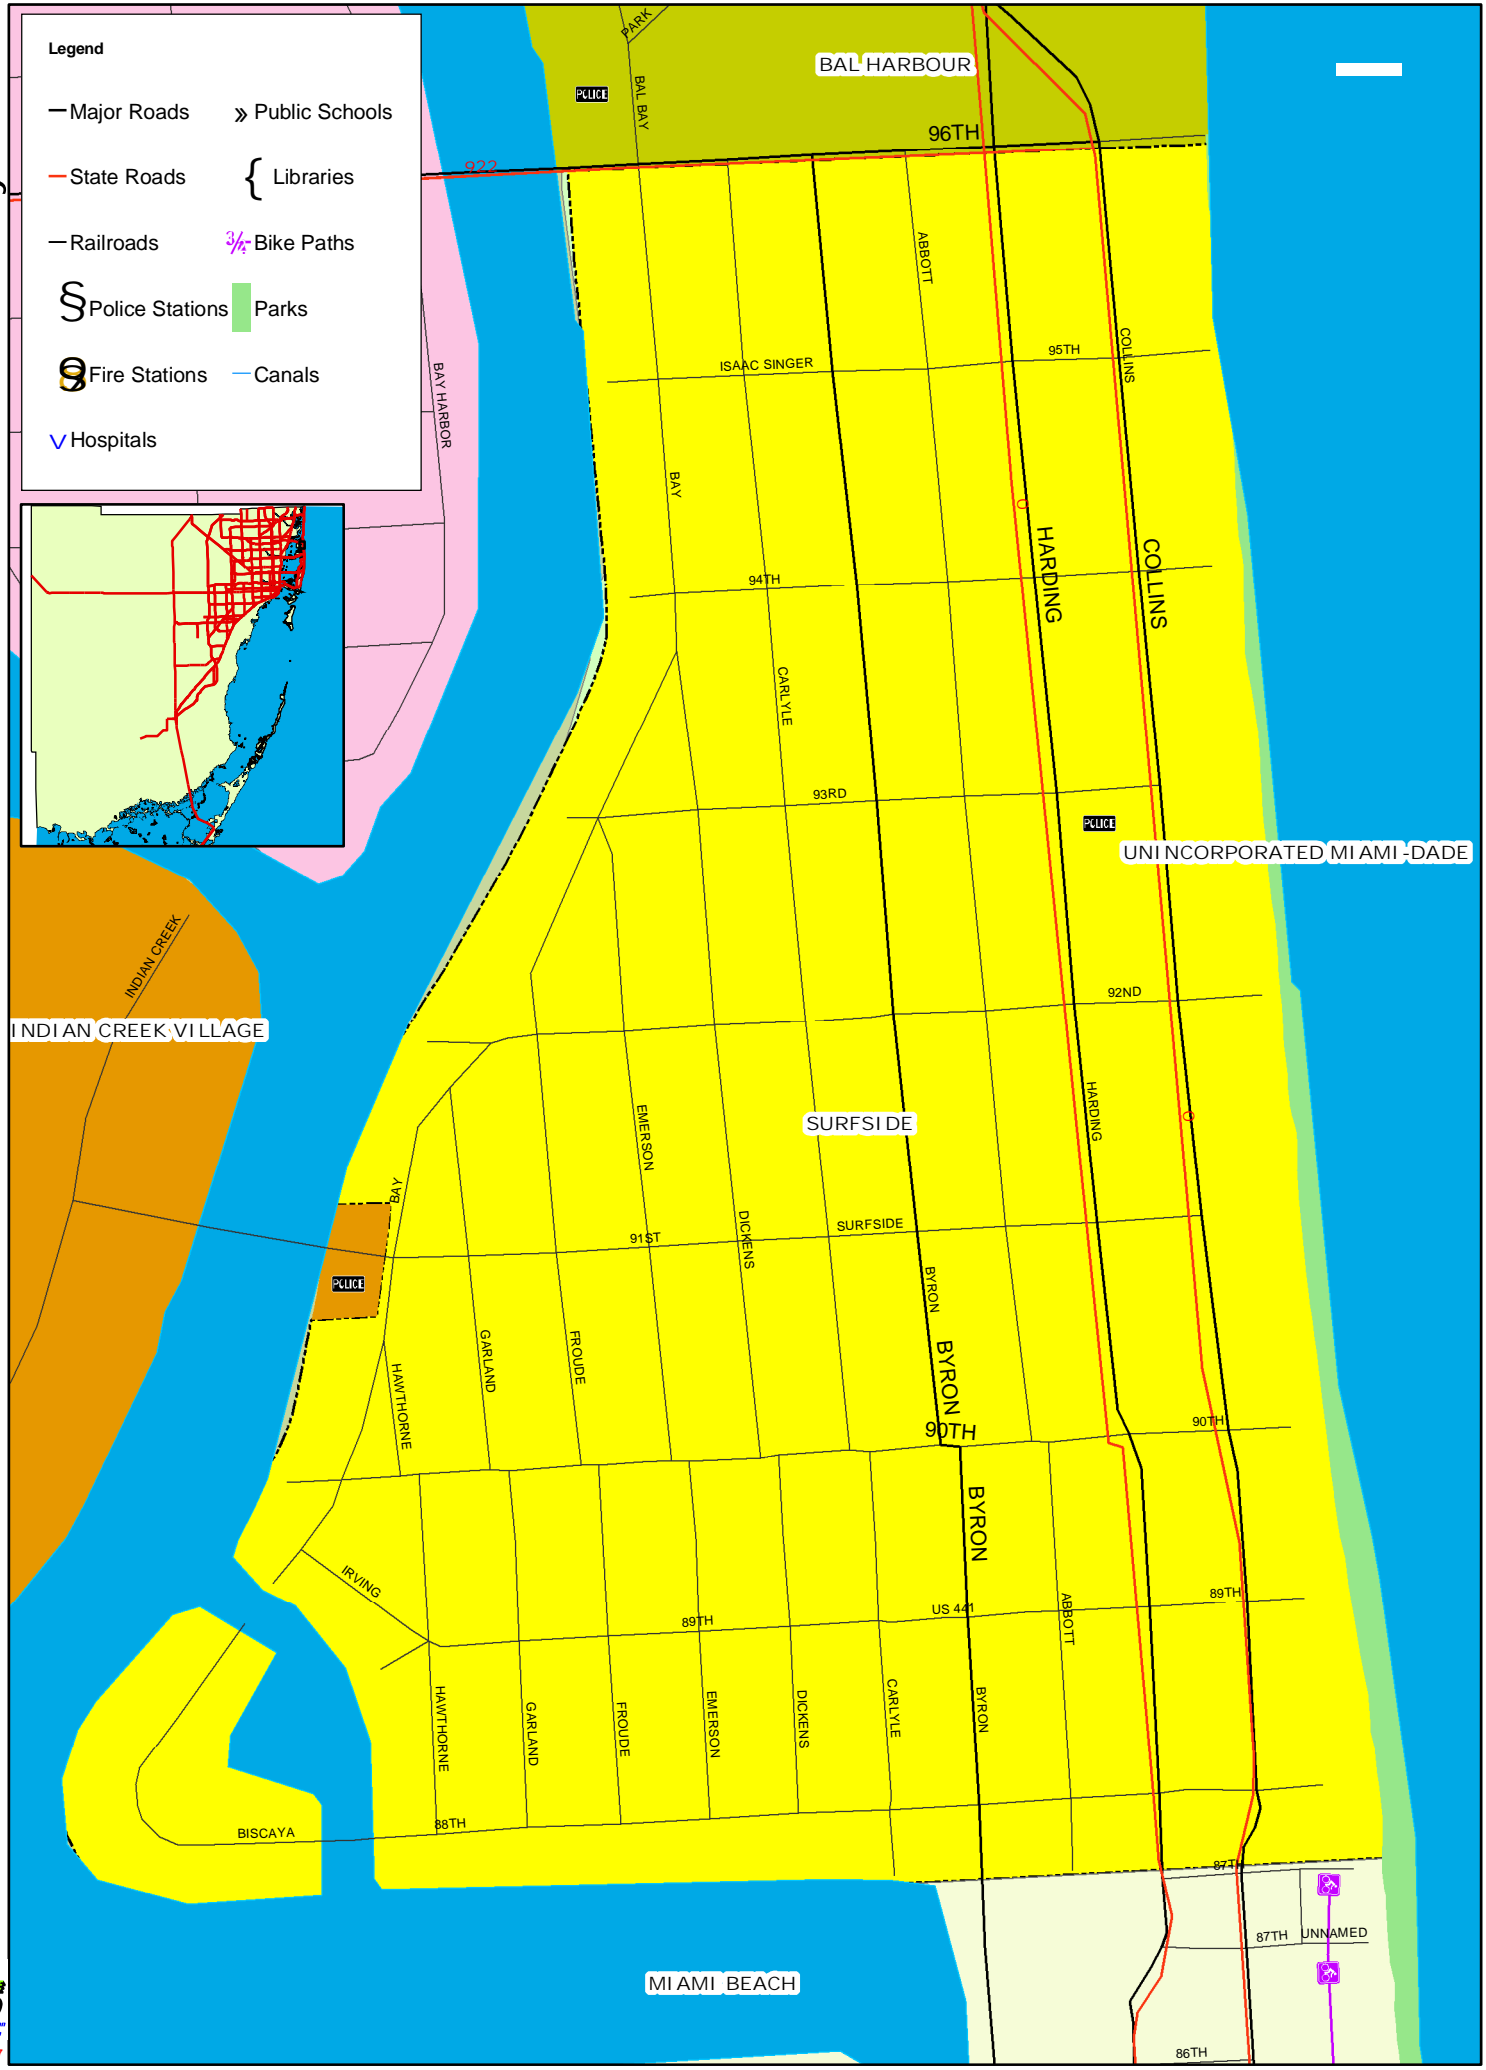 Legend
Major Roads
Public Schools
State Roads
Libraries
Railroads
Bike Paths
Police Stations
Parks
Fire Stations
Canals
Hospitals
PARK
BAL HARBOUR
POLICE
BAL BAY
96TH
922
ABBOTT
BAY HARBOR
ISAAC SINGER
95TH
COLLINS
BAY
HARDING
COLLINS
94TH
CARLYLE
93RD
POLICE
UNINCORPORATED MIAMI-DADE
INDIAN CREEK
92ND
INDIAN CREEK VILLAGE
EMERSON
HARDING
SURFSIDE
BAY
DICKENS
SURFSIDE
91ST
POLICE
BYRON
GARLAND
FROUDE
BYRON
HAWTHORNE
90TH
90TH
BYRON
IRVING
89TH
US 441
ABBOTT
89TH
HAWTHORNE
GARLAND
FROUDE
EMERSON
DICKENS
CARLYLE
BYRON
88TH
BISCAYA
87TH
87TH
UNNAMED
MIAMI BEACH
86TH